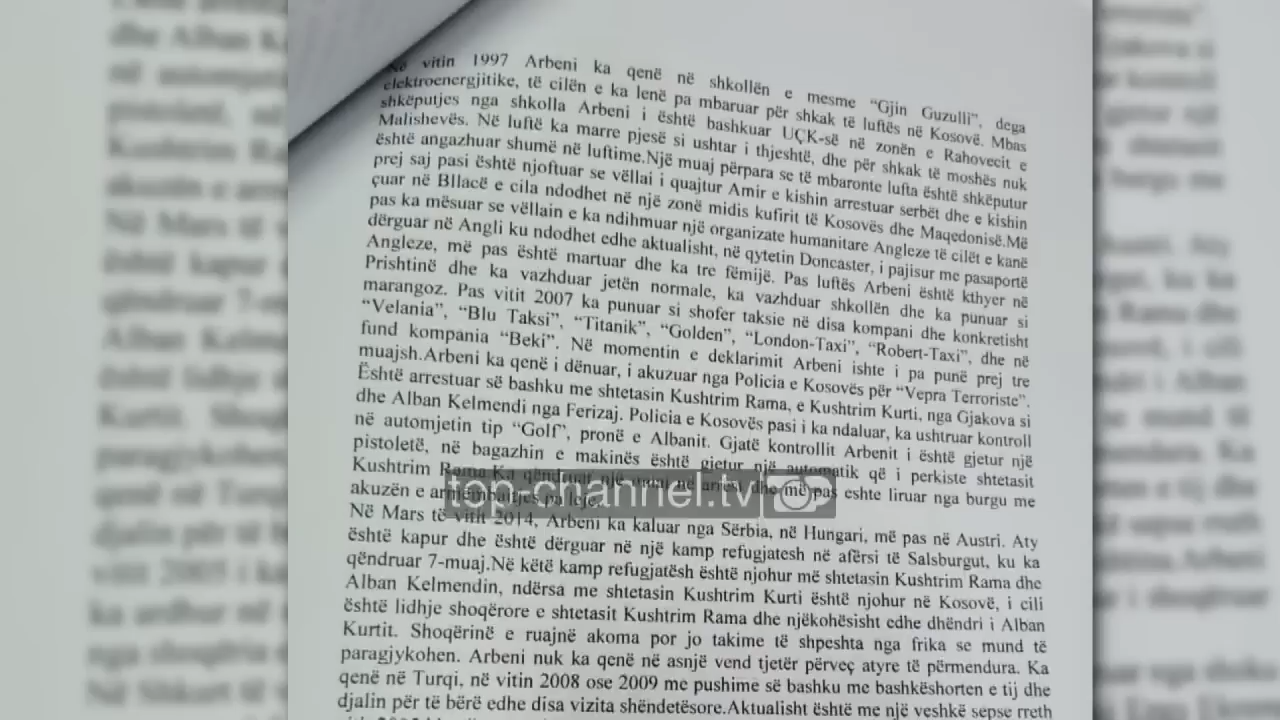 Në vitin 1997 Arbeni ka qenë në shkollën e mesme “Gjin Guzulli”, dega
elektroenergjitike, të cilën e ka lenë pa mbaruar për shkak të luftës në Kosovë. Mbas
shkëputjes nga shkolla Arbeni i është bashkuar UÇK-së në zonën e Rahovecit e
Malishevës. Në luftë ka marre pjesë si ushtar i thjeshtë, dhe për shkak të moshës nuk
është angazhuar shumë në luftime.Një muaj përpara se të mbaronte lufta është shkëputur
prej saj pasi është njoftuar se vëllai i quajtur Amir e kishin arrestuar serbët dhe e kishin
çuar në Bllacë e cila ndodhet në një zonë midis kufirit të Kosovës dhe Maqedonisë.Më
pas ka mësuar se vëllain e ka ndihmuar një organizate humanitare Angleze të cilët e kanë
dërguar në Angli ku ndodhet edhe aktualisht, në qytetin Doncaster, i pajisur me pasaportë
Angleze, më pas është martuar dhe ka tre fëmijë. Pas luftës Arbeni është kthyer në
Prishtinë dhe ka vazhduar jetën normale, ka vazhduar shkollën dhe ka punuar si
marangoz. Pas vitit 2007 ka punuar si shofer taksie në disa kompani dhe konkretisht
“Velania”, “Blu Taksi”, “Titanik”, “Golden”, “London-Taxi”, “Robert-Taxi”, dhe në
fund kompania “Beki”. Në momentin e deklarimit Arbeni ishte i pa punë prej tre
muajsh.Arbeni ka qenë i dënuar, i akuzuar nga Policia e Kosovës për “Vepra Terroriste”.
Është arrestuar së bashku me shtetasin Kushtrim Rama, e Kushtrim Kurti, nga Gjakova si
dhe Alban Kelmendi nga Ferizaj. Policia e Kosovës pasi i ka ndaluar, ka ushtruar kontroll
në automjetin tip “Golf”, pronë e Albanit. Gjatë kontrollit Arbenit i është gjetur një
pistoletë, në bagazhin e makinës është gjetur një automatik që i perkiste shtetasit
Kushtrim Rama.Ka qëndruar një muaj në arrest dhe më pas eshte liruar nga burgu me
akuzën e armëmbajtjes pa leje.
top-channel.tv
Në Mars të vitit 2014, Arbeni ka kaluar nga Sërbia, në Hungari, më pas në Austri. Aty
është kapur dhe është dërguar në një kamp refugjatesh në afërsi të Salsburgut, ku ka
qëndruar 7-muaj.Në këtë kamp refugjatësh është njohur më shtetasin Kushtrim Rama dhe
Alban Kelmendin, ndërsa me shtetasin Kushtrim Kurti është njohur në Kosovë, i cili
është lidhje shoqërore e shtetasit Kushtrim Rama dhe njëkohësisht edhe dhëndri i Alban
Kurtit. Shoqërinë e ruajnë akoma por jo takime të shpeshta nga frika se mund të
paragjykohen. Arbeni nuk ka qenë në asnjë vend tjetër përveç atyre të përmendura. Ka
qenë në Turqi, në vitin 2008 ose 2009 me pushime së bashku me bashkëshorten e tij dhe
djalin për të bërë edhe disa vizita shëndetësore.Aktualisht është me një veshkë sepse rreth